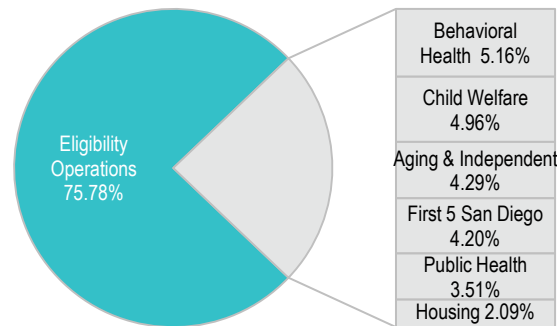 Eligibility
Operations
75.78%
Behavioral
Health 5.16%
Child Welfare
4.96%
Aging & Independent
4.29%
First 5 San Diego
4.20%
Public Health
3.51%
Housing 2.09%